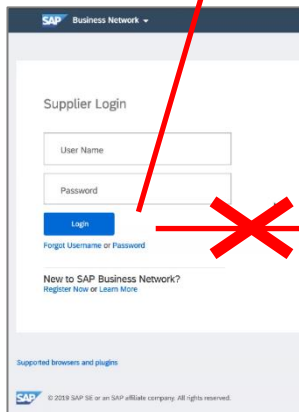 SAP Business Network
Supplier Login
User Name
Password
Login
Forgot Username or Password
New to SAP Business Network?
Register Now or Learn More
Supported browsers and plugins
SAP © 2019 SAP SE or an SAP affiliate company. All rights reserved.